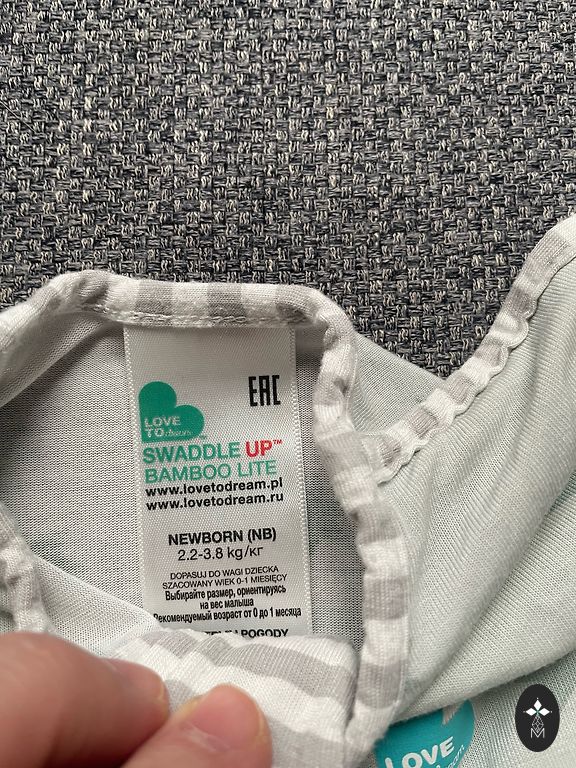 EAC
LOVE
TO dream
SWADDLE UP™
BAMBOO LITE
www.lovetodream.pl
www.lovetodream.ru
NEWBORN (NB)
2.2-3.8 kg/кг
DOPASUJ DO WAGI DZIECKA
SZACOWANY WIEK 0-1 MIESIĘCY
Выбирайте размер, ориентируясь
на вес малыша
Рекомендуемый возраст от 0 до 1 месяца
POGODY
LOVE
M